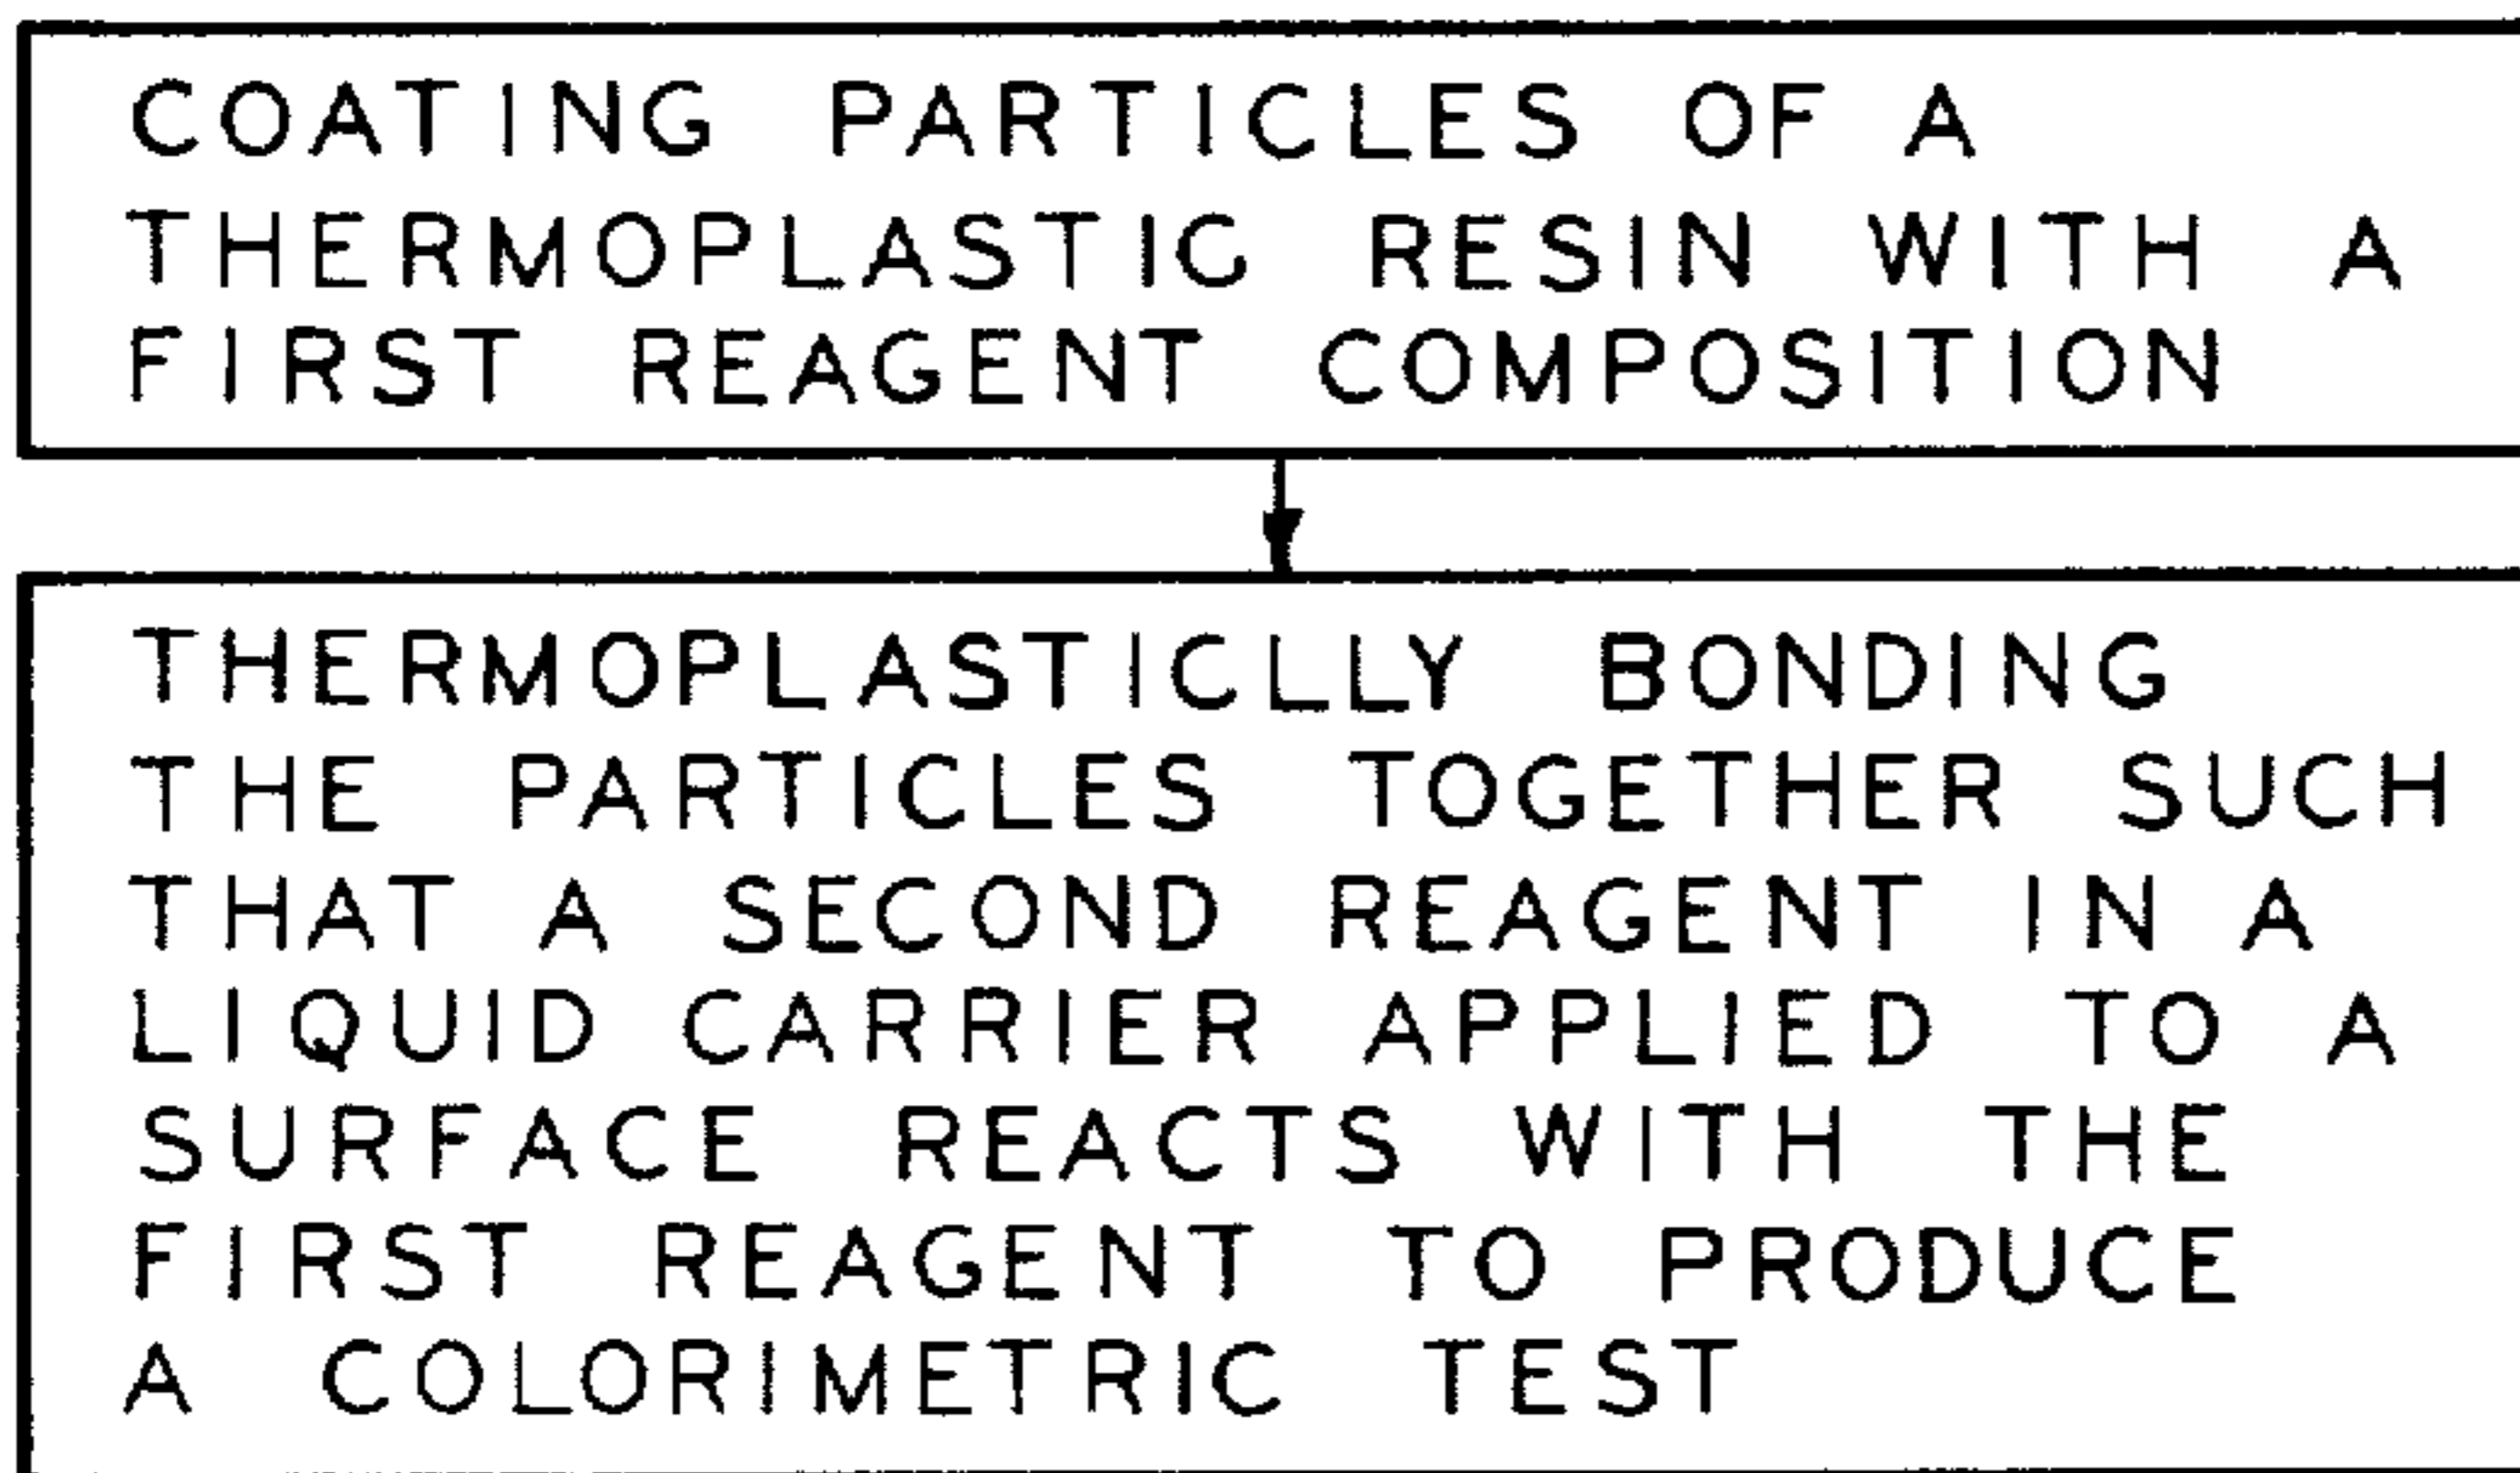 COATING PARTICLES OF A
THERMOPLASTIC RESIN WITH A
FIRST REAGENT COMPOSITION
THERMOPLASTICLLY BONDING
THE PARTICLES TOGETHER SUCH
THAT A SECOND REAGENT IN A
LIQUID CARRIER APPLIED TO A
SURFACE REACTS WITH THE
FIRST REAGENT TO PRODUCE
A COLORIMETRIC TEST